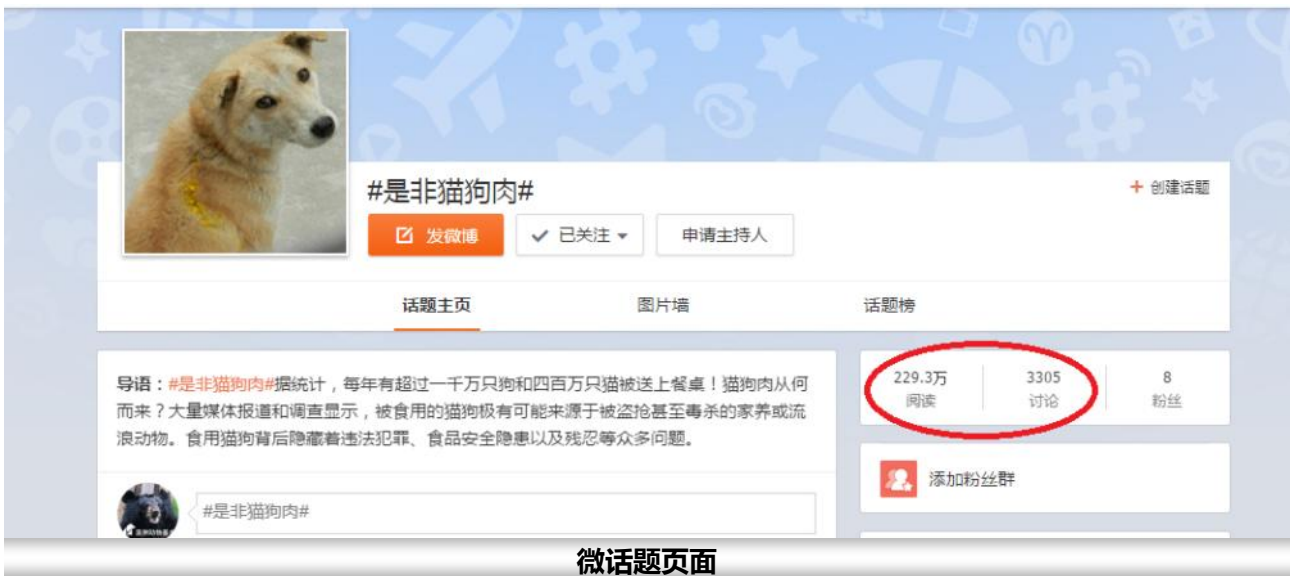 #是非猫狗肉#
+ 创建话题
发微博
已关注
申请主持人
话题主页
图片墙
话题榜
导语：#是非猫狗肉#据统计，每年有超过一千万只狗和四百万只猫被送上餐桌！猫狗肉从何
而来？大量媒体报道和调查显示，被食用的猫狗极有可能来源于被盗抢甚至毒杀的家养或流
浪动物。食用猫狗背后隐藏着违法犯罪、食品安全隐患以及残忍等众多问题。
229.3万
3305
8
阅读
讨论
粉丝
添加粉丝群
#是非猫狗肉#
微话题页面